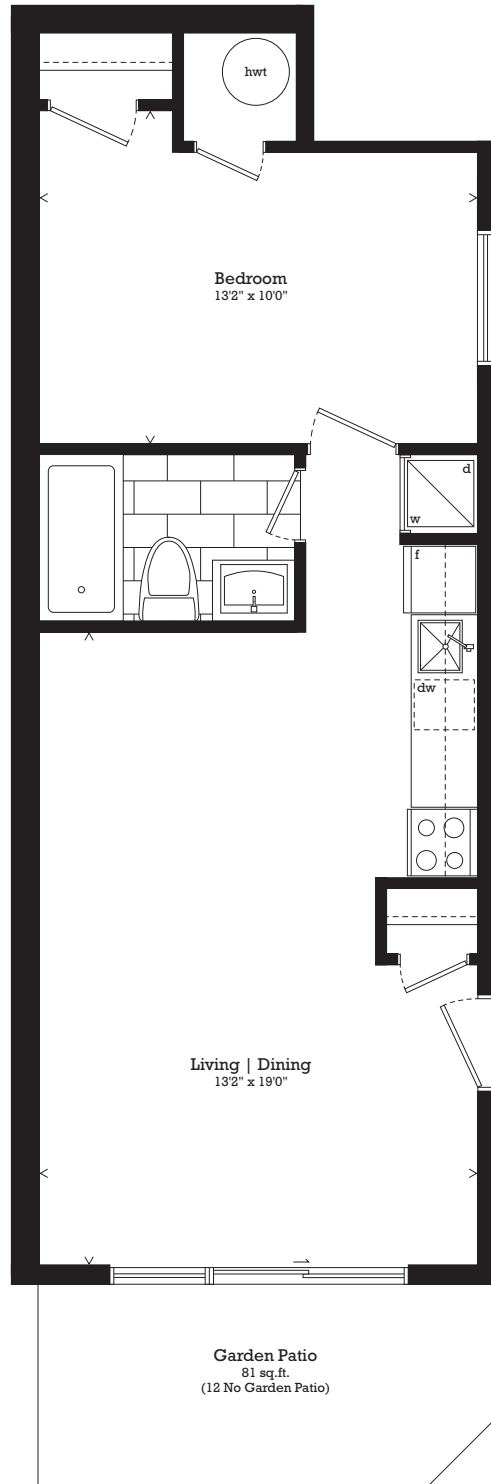 hwt
Bedroom
13'2" x 10'0"
d
w
f
dw
Living | Dining
13'2" x 19'0"
Garden Patio
81 sq.ft.
(12 No Garden Patio)